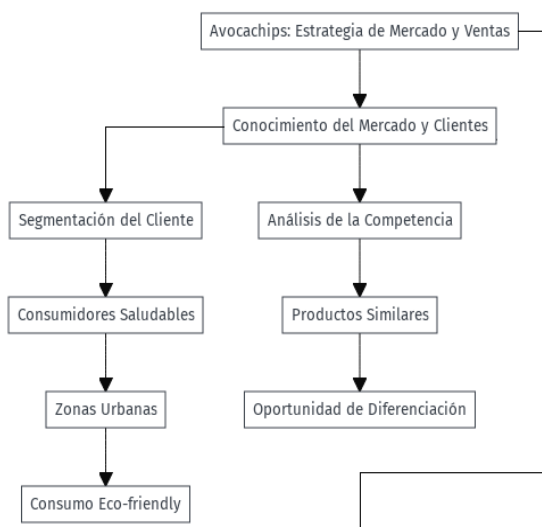 Avocachips: Estrategia de Mercado y Ventas
Conocimiento del Mercado y Clientes
Segmentación del Cliente
Análisis de la Competencia
Consumidores Saludables
Productos Similares
Zonas Urbanas
Oportunidad de Diferenciación
Consumo Eco-friendly